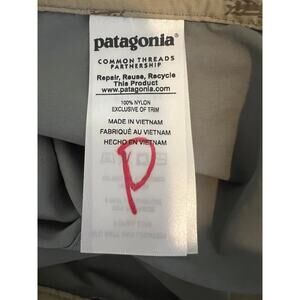 patagonia®
COMMON THREADS
PARTNERSHIP
Repair, Reuse, Recycle
This Product
www.patagonia.com
100% NYLON
EXCLUSIVE OF TRIM
MADE IN VIETNAM
FABRIQUÉ AU VIETNAM
HECHO EN VIETNAM
P